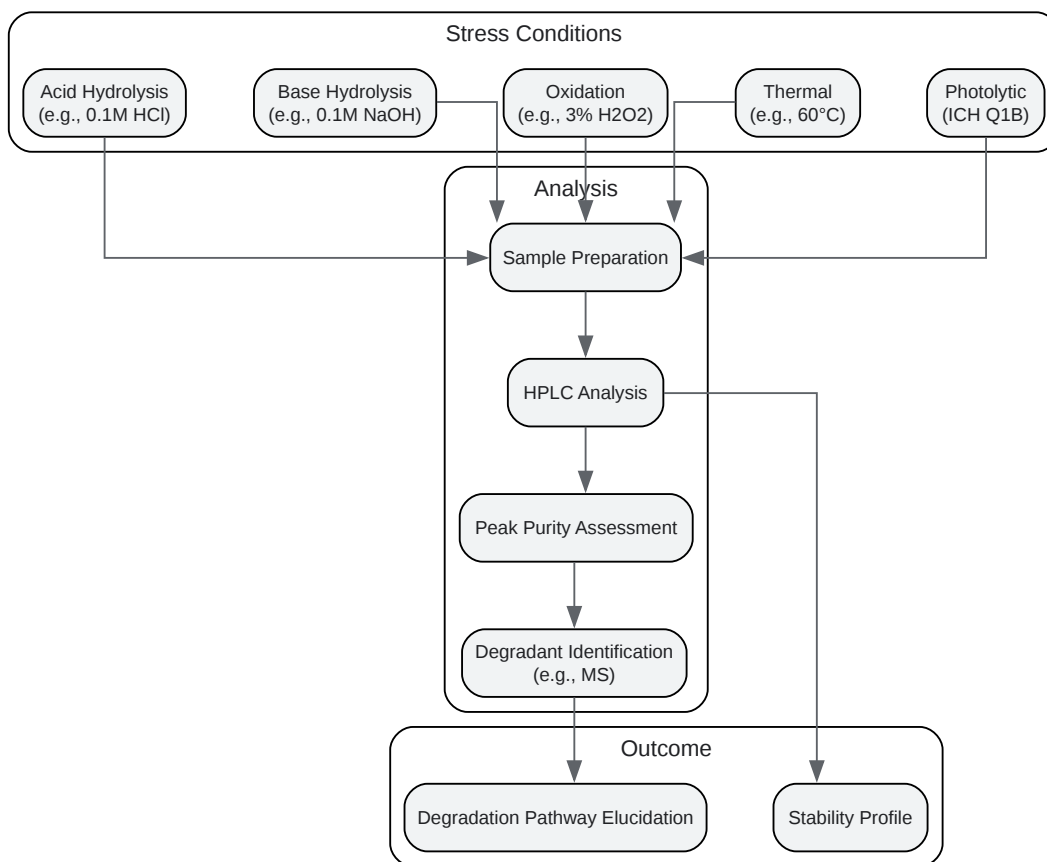 Stress Conditions
Acid Hydrolysis
(e.g., 0.1M HCl)
Base Hydrolysis
(e.g., 0.1M NaOH)
Oxidation
(e.g., 3% H2O2)
Thermal
(e.g., 60°C)
Photolytic
(ICH Q1B)
Analysis
Sample Preparation
HPLC Analysis
Peak Purity Assessment
Degradant Identification
(e.g., MS)
Outcome
Degradation Pathway Elucidation
Stability Profile